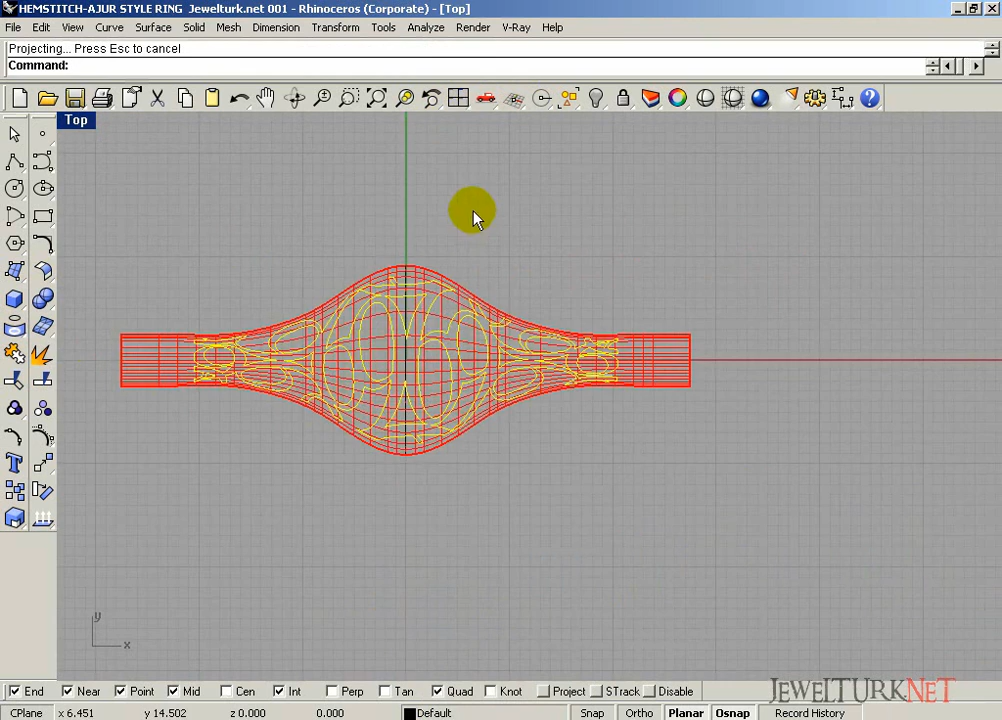 HEMSTITCH-AJUR STYLE RING Jewelturk.net 001 - Rhinoceros (Corporate) - [Top]
File Edit View Curve Surface Solid Mesh Dimension Transform Tools Analyze Render V-Ray Help
Projecting... Press Esc to cancel
Command:
Top
y
x
End Near Point Mid Cen Int Perp Tan Quad Knot Project STrack Disable
JEWELTURK.NET
CPlane x 6.451 y 14.502 z 0.000 0.000 Default Snap Ortho Planar Osnap Record History